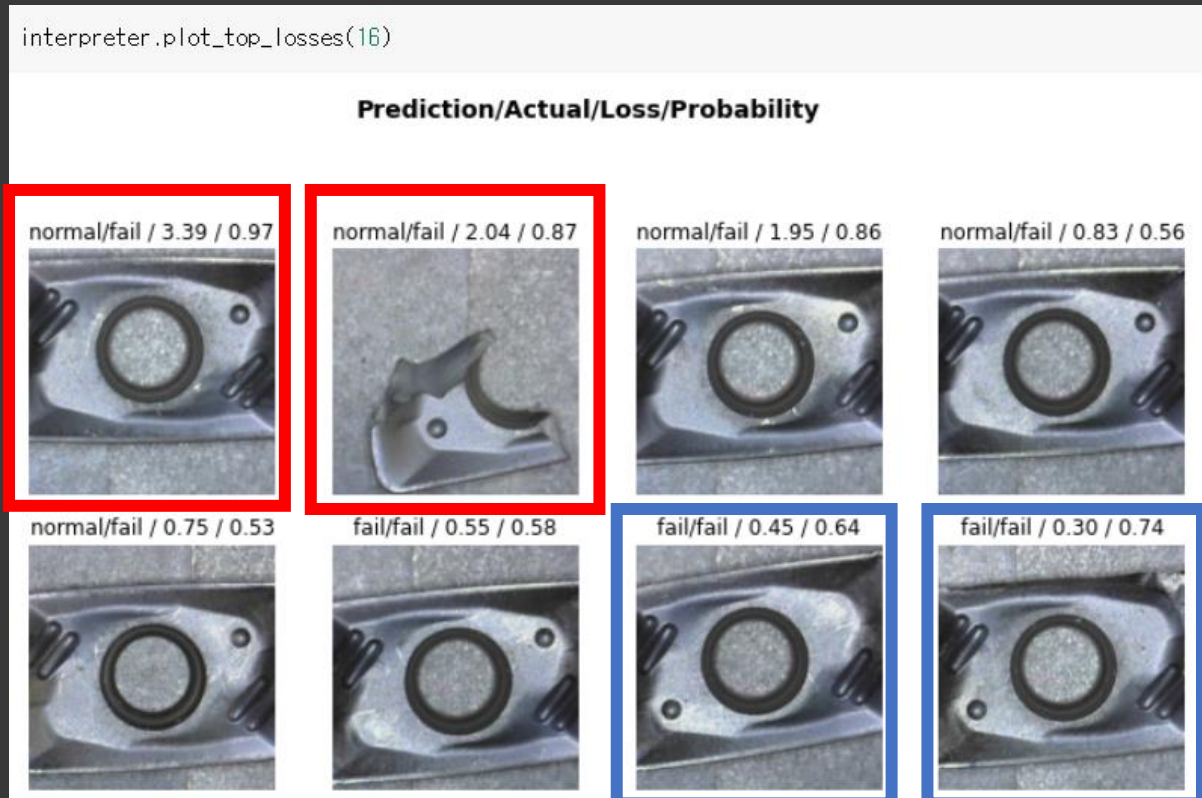 interpreter.plot_top_losses(16)
Prediction/Actual/Loss/Probability
normal/fail / 3.39 / 0.97
normal/fail / 2.04 / 0.87
normal/fail / 1.95 / 0.86
normal/fail / 0.83 / 0.56
normal/fail / 0.75 / 0.53
fail/fail / 0.55 / 0.58
fail/fail / 0.45 / 0.64
fail/fail / 0.30 / 0.74